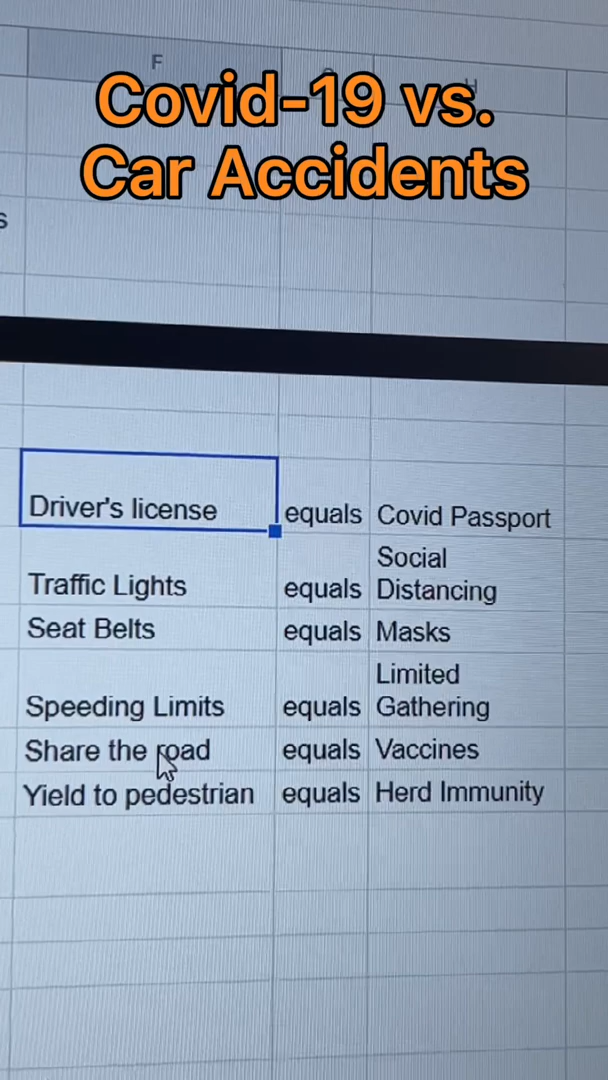 F
Covid-19 vs.
Car Accidents
s
Driver's license equals Covid Passport
Social
Traffic Lights equals Distancing
Seat Belts equals Masks
Limited
Speeding Limits equals Gathering
Share the road equals Vaccines
Yield to pedestrian equals Herd Immunity